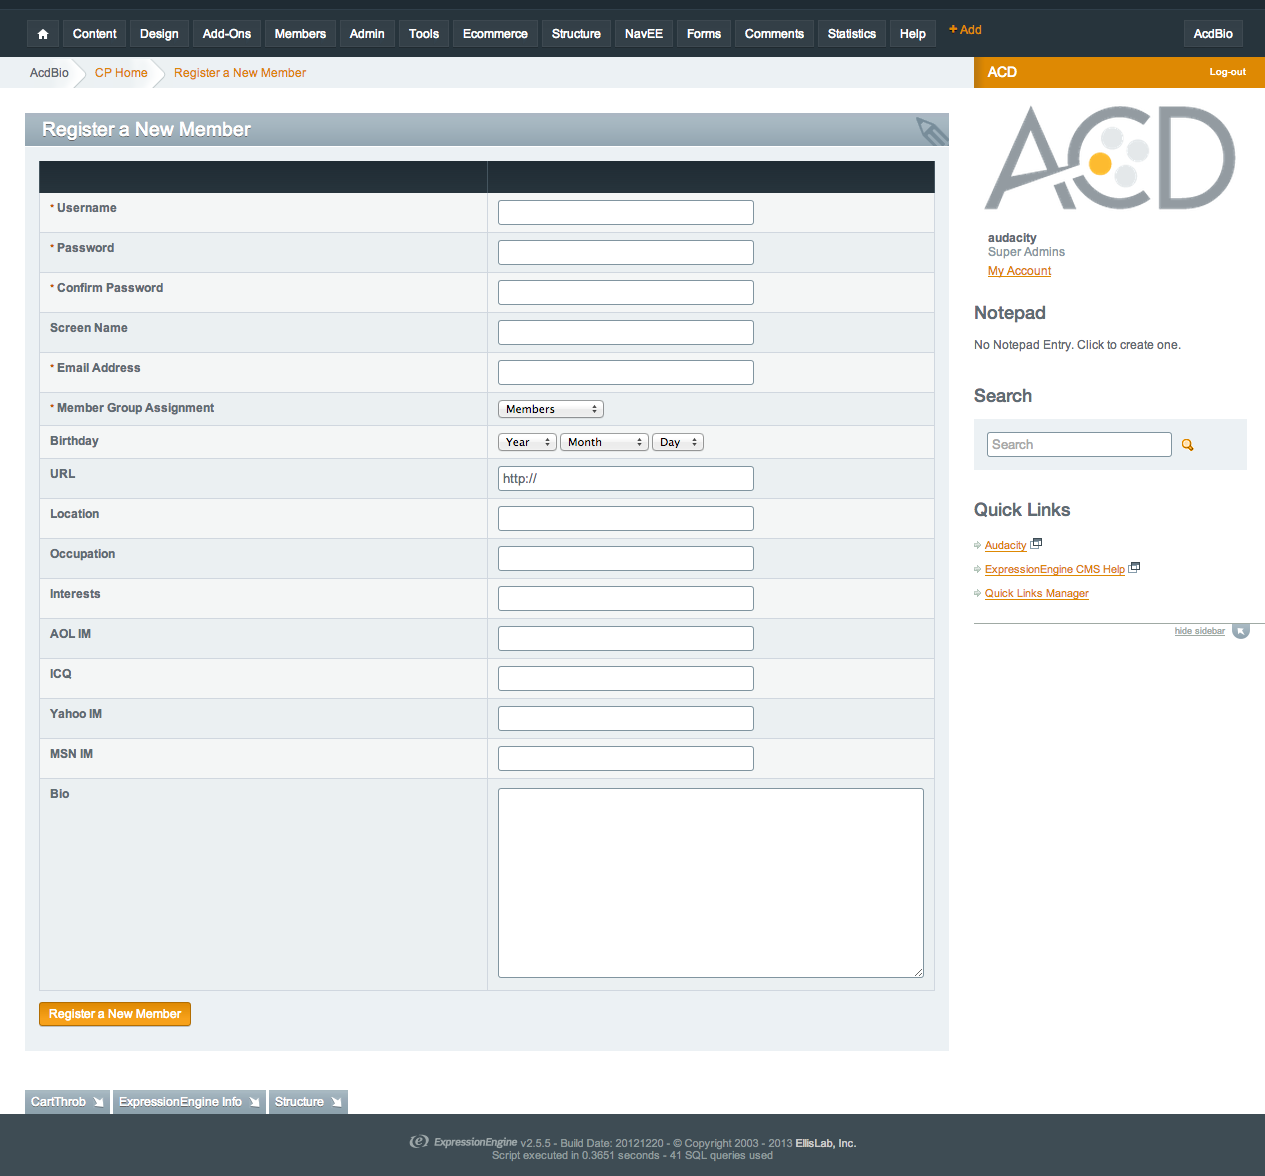 Content Design Add-Ons Members Admin Tools Ecommerce Structure NavEE Forms Comments Statistics Help + Add AcdBio
AcdBio CP Home Register a New Member ACD Log-out
Register a New Member
ACD
* Username
* Password
* Confirm Password
Screen Name
* Email Address
* Member Group Assignment Members
Birthday Year Month Day
URL http://
Location
Occupation
Interests
AOL IM
ICQ
Yahoo IM
MSN IM
Bio
Register a New Member
audacity
Super Admins
My Account
Notepad
No Notepad Entry. Click to create one.
Search
Search
Quick Links
Audacity
ExpressionEngine CMS Help
Quick Links Manager
hide sidebar
CartThrob ExpressionEngine Info Structure
ExpressionEngine v2.5.5 - Build Date: 20121220 - © Copyright 2003 - 2013 EllisLab, Inc.
Script executed in 0.3651 seconds - 41 SQL queries used